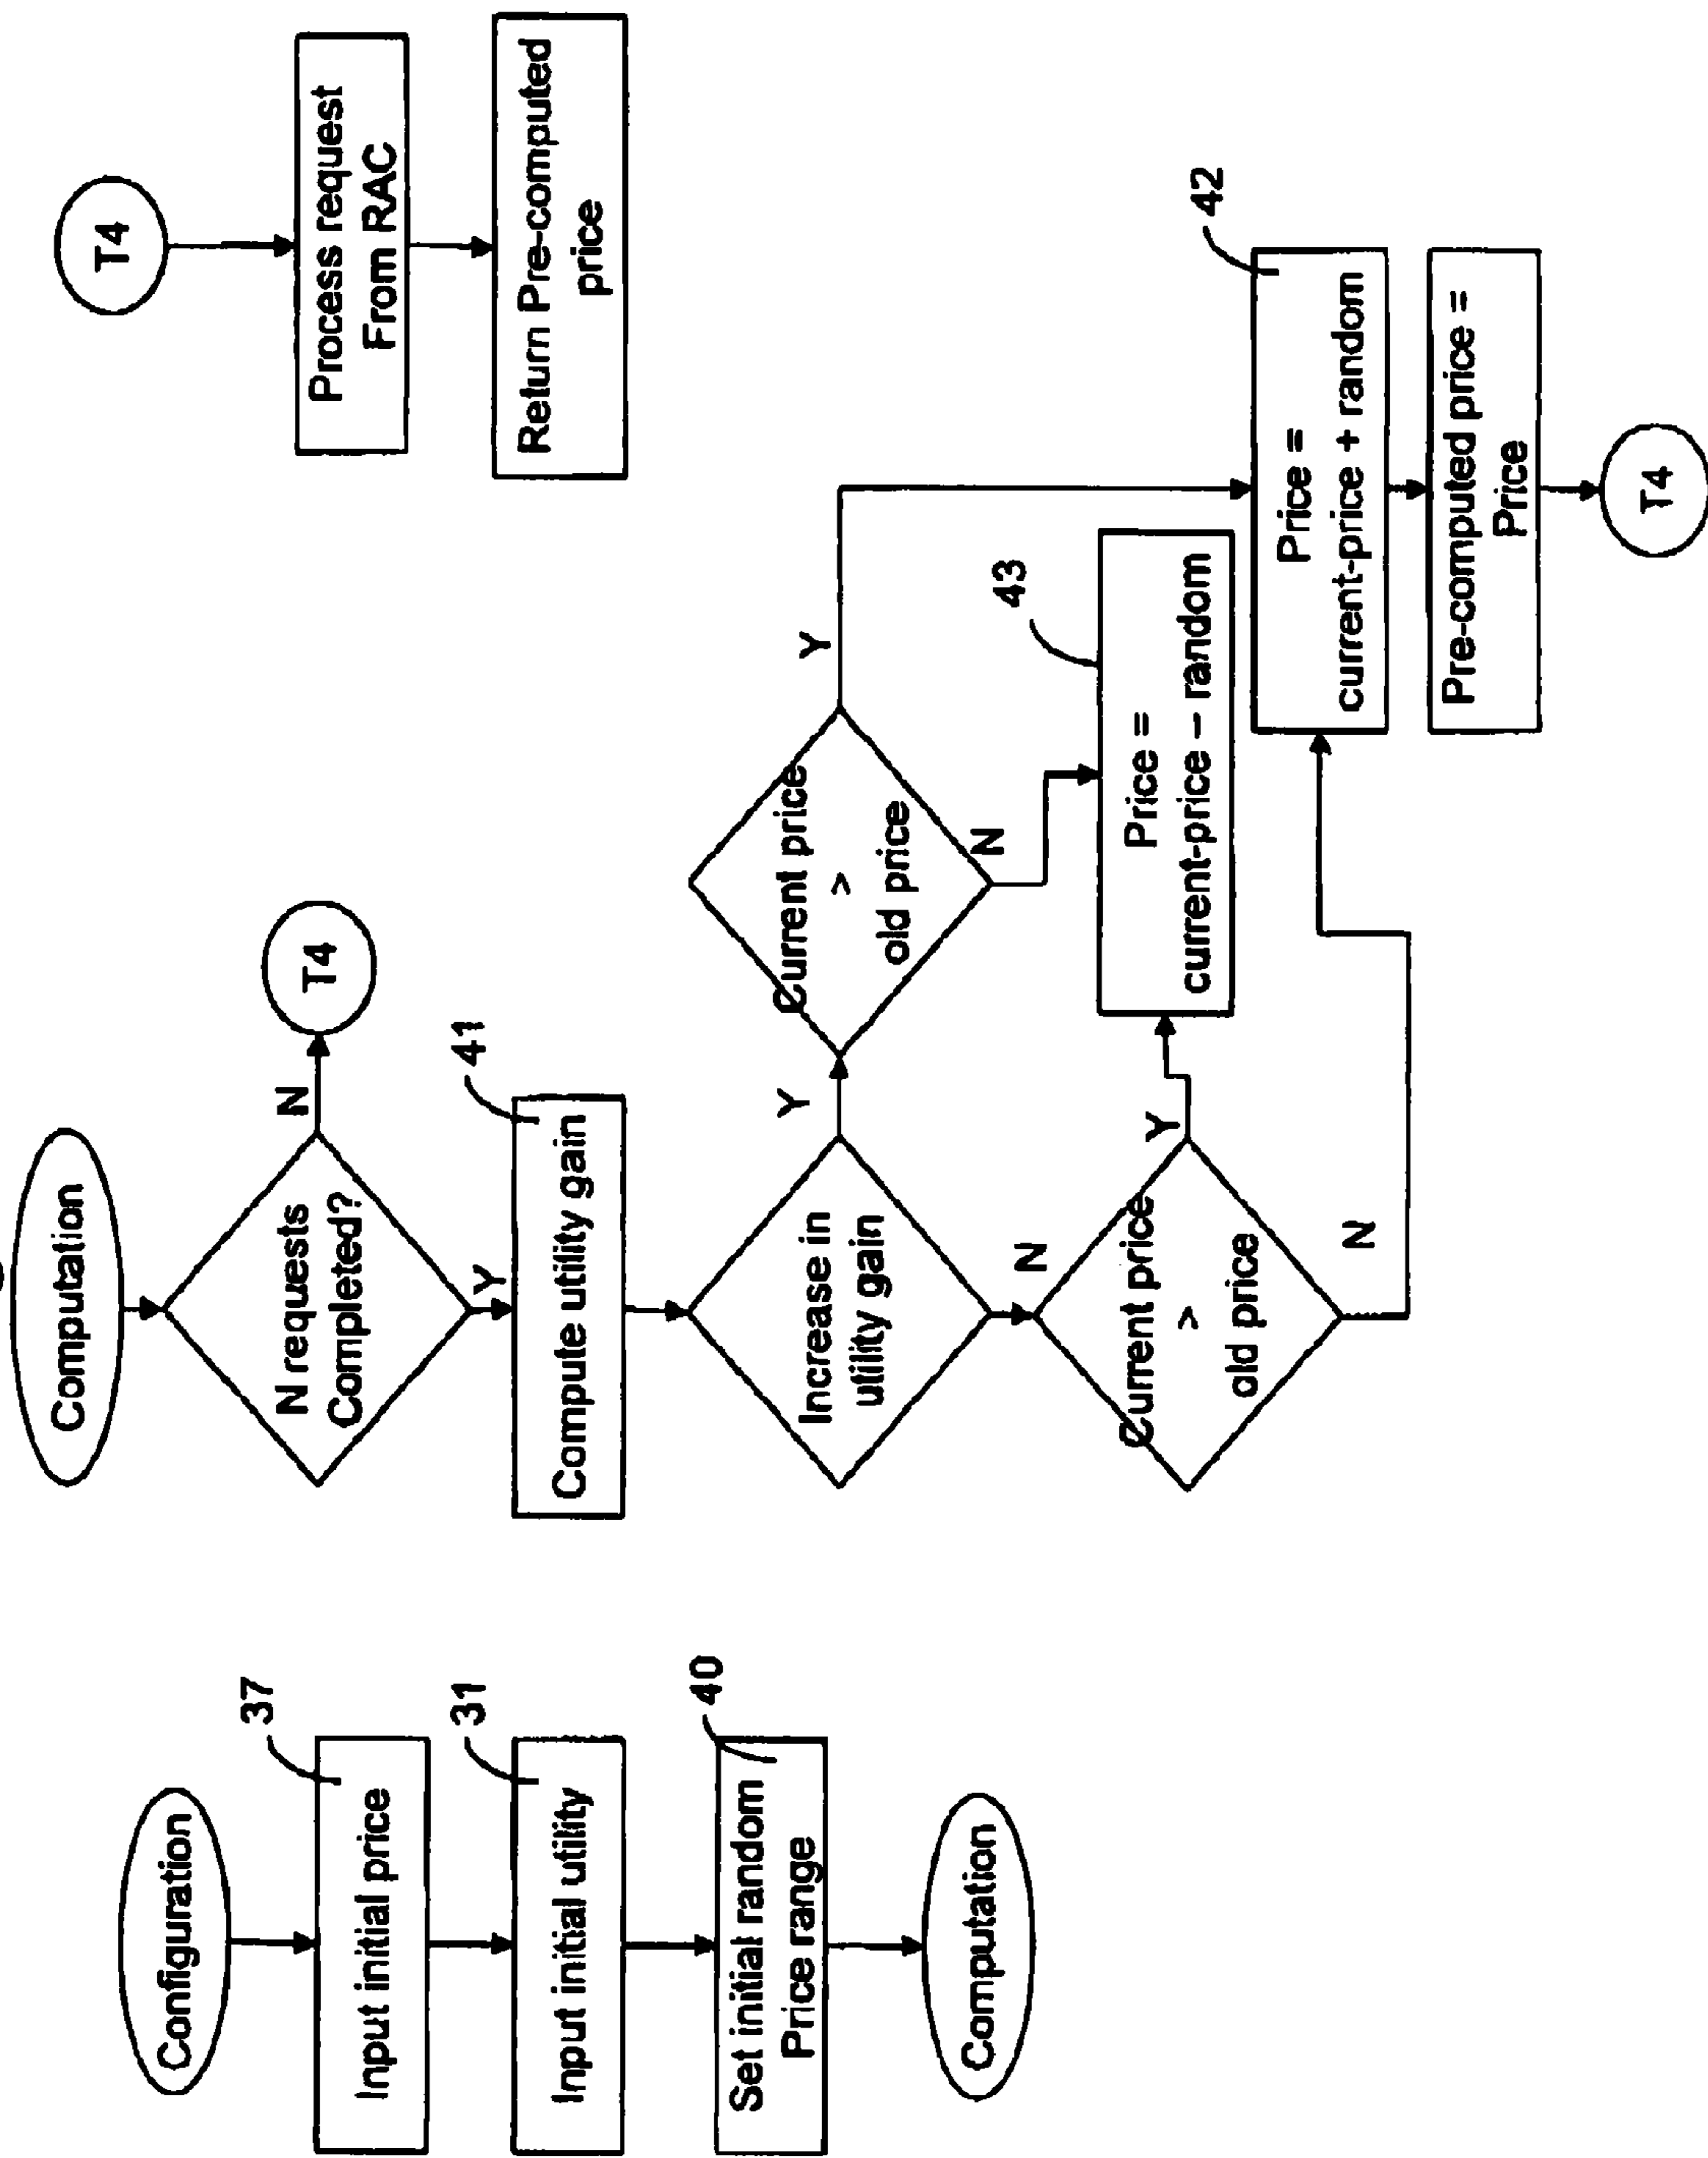 Configuration
37
Input initial price
31
Input initial utility
40
Set initial random
Price range
Computation
Computation
N requests
Completed?
N
T4
Y
41
Compute utility gain
Increase in
utility gain
Y
Current price
>
old price
Y
N
N
Current price
>
old price
Y
N
43
Price =
current-price – random
42
Price =
current-price + random
Pre-computed price =
Price
T4
T4
Process request
From RAC
Return Pre-computed
price